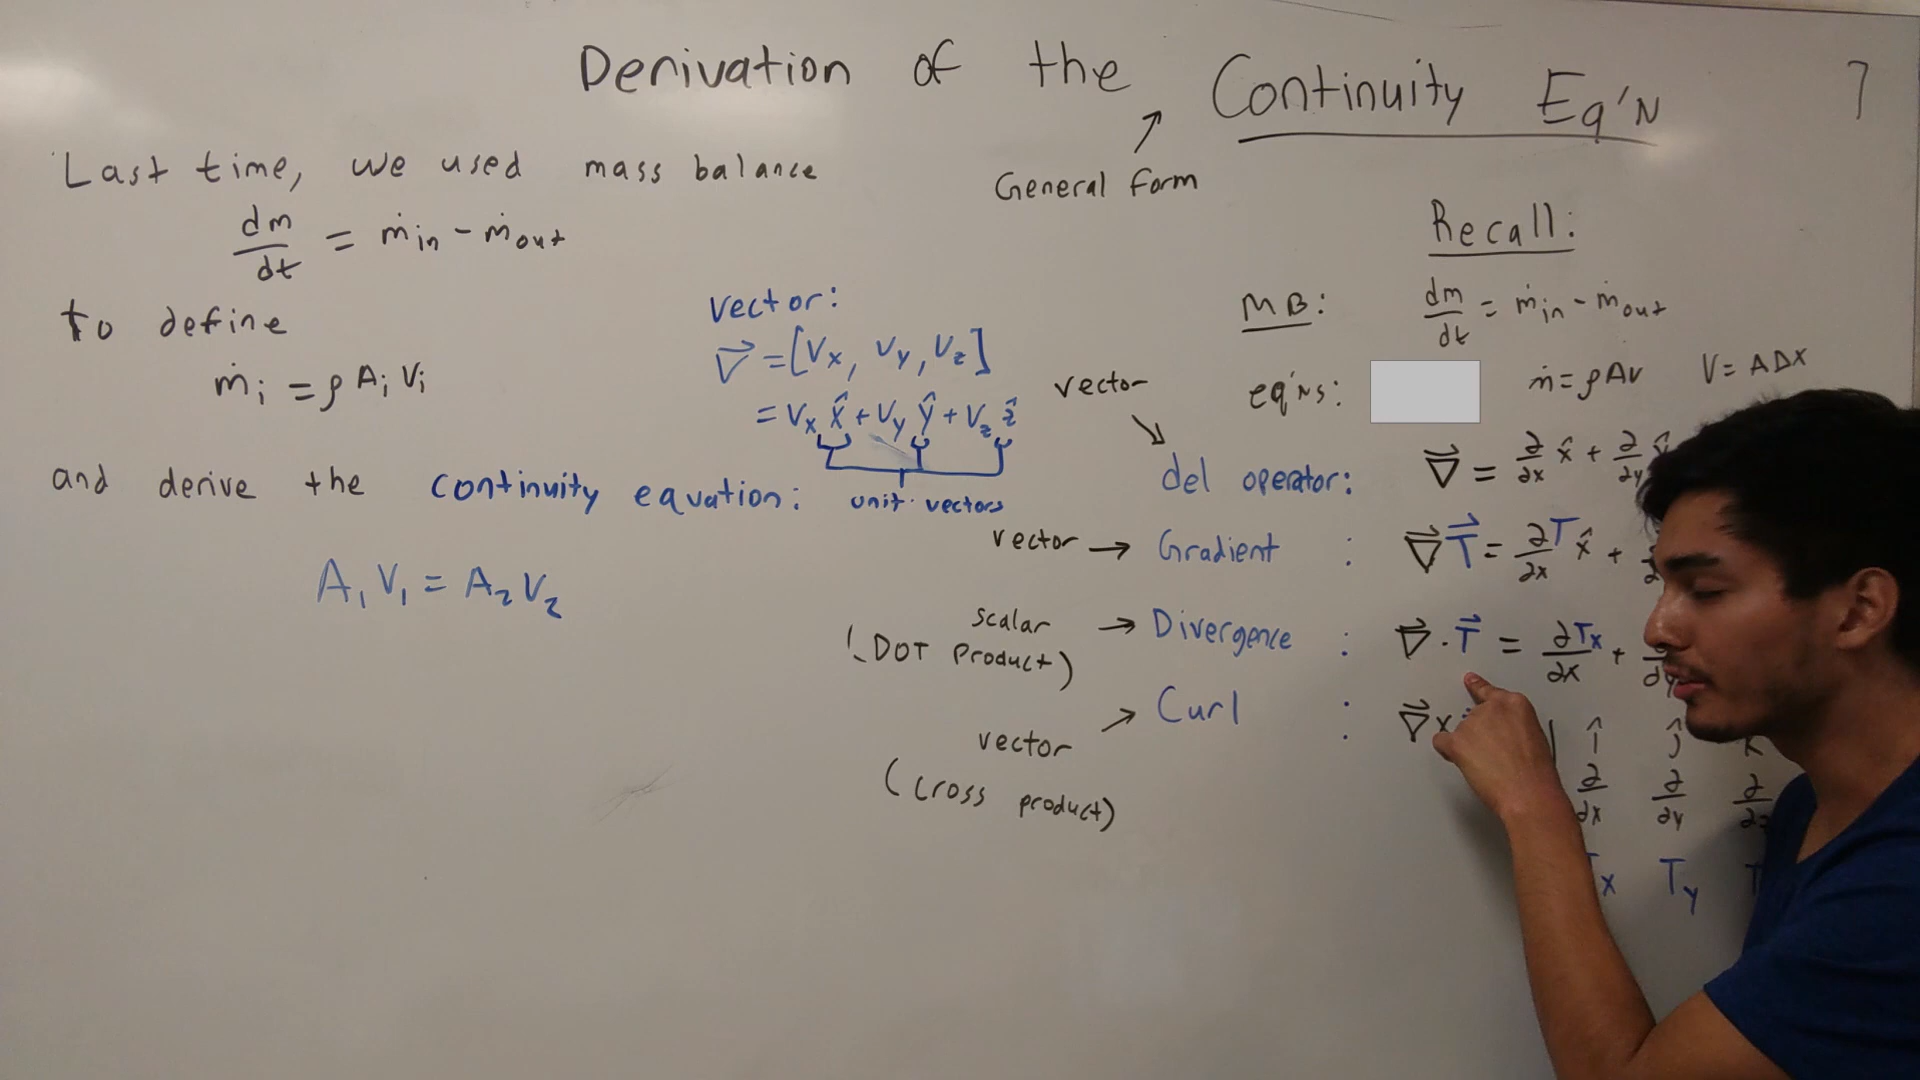 Derivation of the Continuity Eq'N
General Form
Last time, we used mass balance
dm/dt = ṁin - ṁout
to define
ṁi = ρ Ai Vi
and derive the continuity equation:
A₁V₁ = A₂V₂
vector:
V⃗ = [Vx, Vy, Vz]
= Vx x̂ + Vy ŷ + Vz ẑ
unit vectors
Recall:
MB: dm/dt = ṁin - ṁout
eq'ns: ṁ = ρAv V = AΔX
vector
del operator: ∇⃗ = ∂/∂x x̂ + ∂/∂y ŷ
vector → Gradient : ∇⃗T⃗ = ∂T/∂x x̂ +
scalar → Divergence : ∇⃗ · T⃗ = ∂Tx/∂x + ∂/∂y
(DOT Product)
vector → Curl : ∇⃗ x
(Cross product)
î ĵ k̂
∂/∂x ∂/∂y ∂/∂z
Tx Ty T